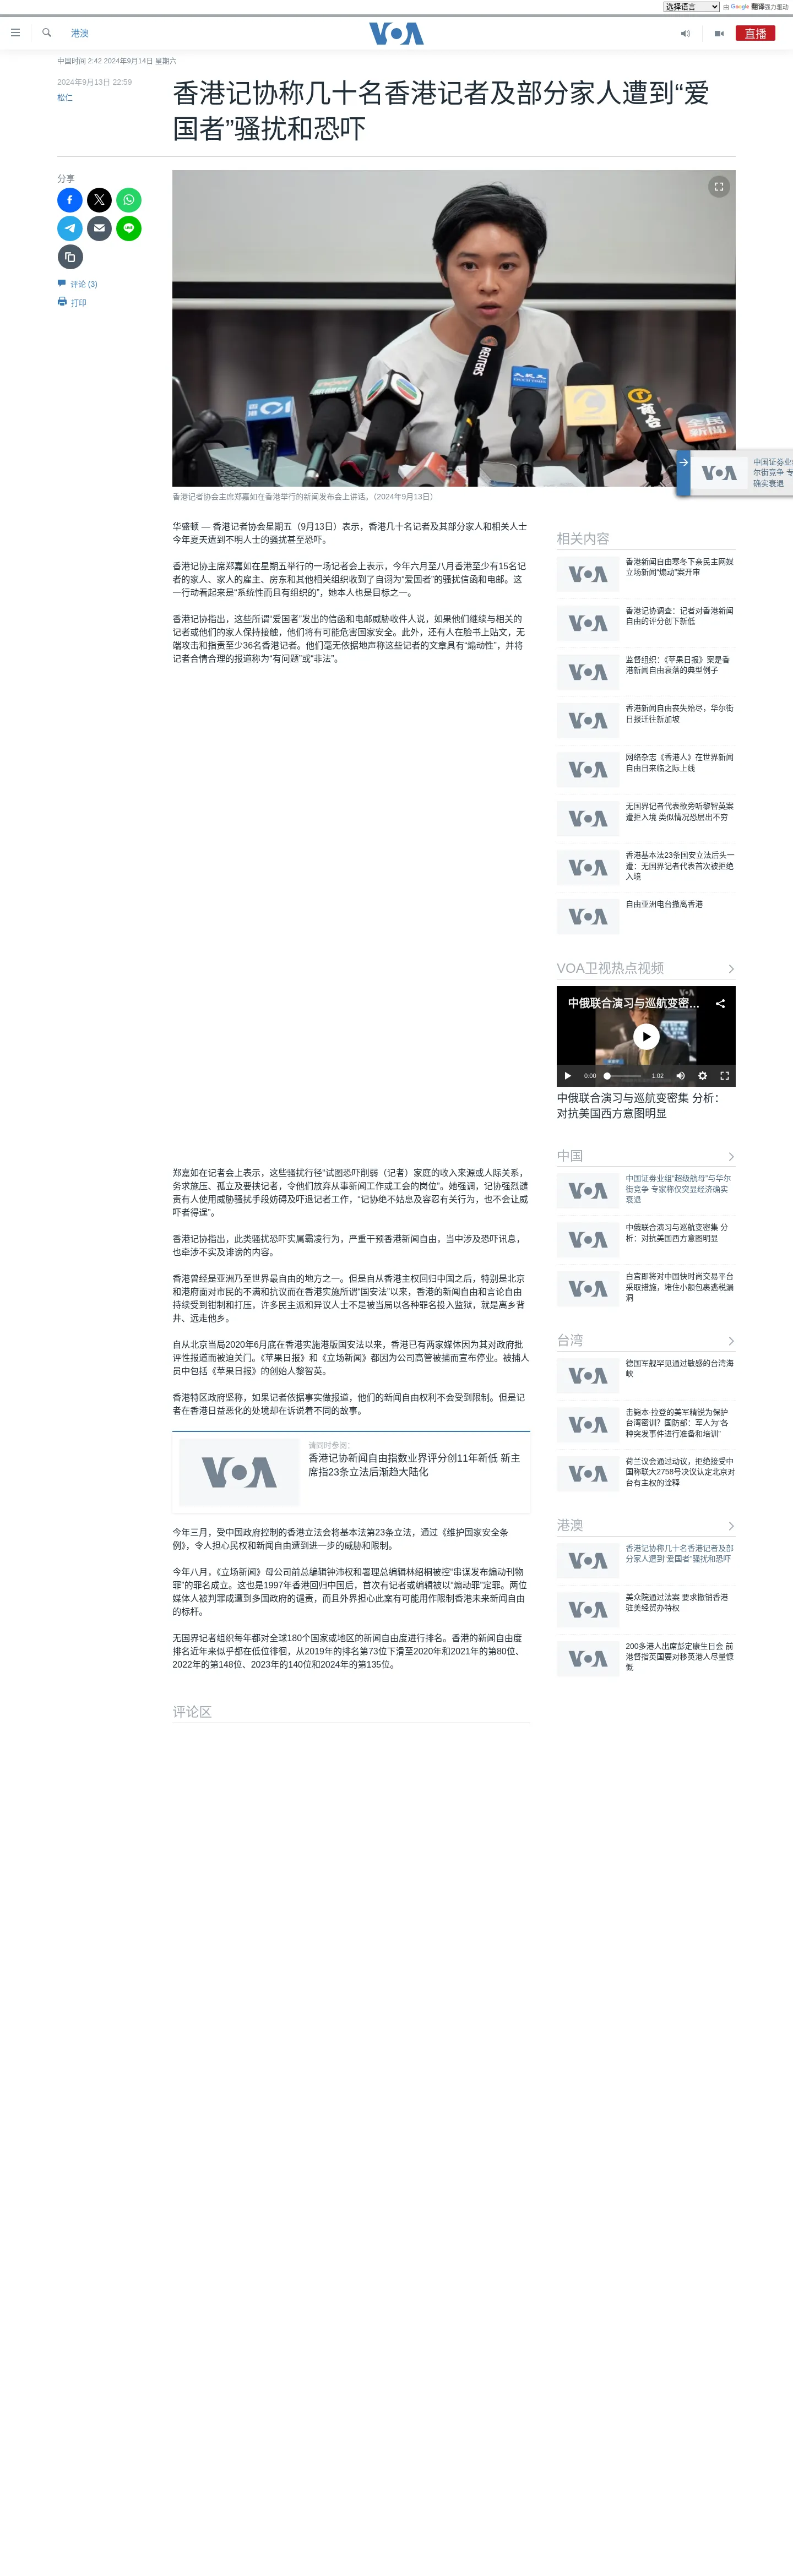 选择语言 由 Google 翻译强力驱动
港澳 VOA 直播
中国时间 2:42 2024年9月14日 星期六
2024年9月13日 22:59
松仁
香港记协称几十名香港记者及部分家人遭到“爱
国者”骚扰和恐吓
分享
评论 (3)
打印
REUTERS
大紀元
香港01
now
有線新聞
商台
全民
新聞
香港记者协会主席郑嘉如在香港举行的新闻发布会上讲话。（2024年9月13日）
华盛顿 — 香港记者协会星期五（9月13日）表示，香港几十名记者及其部分家人和相关人士
今年夏天遭到不明人士的骚扰甚至恐吓。
香港记协主席郑嘉如在星期五举行的一场记者会上表示，今年六月至八月香港至少有15名记
者的家人、家人的雇主、房东和其他相关组织收到了自诩为“爱国者”的骚扰信函和电邮。这
一行动看起来是“系统性而且有组织的”，她本人也是目标之一。
香港记协指出，这些所谓“爱国者”发出的信函和电邮威胁收件人说，如果他们继续与相关的
记者或他们的家人保持接触，他们将有可能危害国家安全。此外，还有人在脸书上贴文，无
端攻击和指责至少36名香港记者。他们毫无依据地声称这些记者的文章具有“煽动性”，并将
记者合情合理的报道称为“有问题”或“非法”。
郑嘉如在记者会上表示，这些骚扰行径“试图恐吓削弱（记者）家庭的收入来源或人际关系，
务求施压、孤立及要挟记者，令他们放弃从事新闻工作或工会的岗位”。她强调，记协强烈谴
责有人使用威胁骚扰手段妨碍及吓退记者工作，“记协绝不姑息及容忍有关行为，也不会让威
吓者得逞”。
香港记协指出，此类骚扰恐吓实属霸凌行为，严重干预香港新闻自由，当中涉及恐吓讯息，
也牵涉不实及诽谤的内容。
香港曾经是亚洲乃至世界最自由的地方之一。但是自从香港主权回归中国之后，特别是北京
和港府面对市民的不满和抗议而在香港实施所谓“国安法”以来，香港的新闻自由和言论自由
持续受到钳制和打压，许多民主派和异议人士不是被当局以各种罪名投入监狱，就是离乡背
井、远走他乡。
自从北京当局2020年6月底在香港实施港版国安法以来，香港已有两家媒体因为其对政府批
评性报道而被迫关门。《苹果日报》和《立场新闻》都因为公司高管被捕而宣布停业。被捕人
员中包括《苹果日报》的创始人黎智英。
香港特区政府坚称，如果记者依据事实做报道，他们的新闻自由权利不会受到限制。但是记
者在香港日益恶化的处境却在诉说着不同的故事。
VOA
请同时参阅：
香港记协新闻自由指数业界评分创11年新低 新主
席指23条立法后渐趋大陆化
今年三月，受中国政府控制的香港立法会将基本法第23条立法，通过《维护国家安全条
例》，令人担心民权和新闻自由遭到进一步的威胁和限制。
今年八月，《立场新闻》母公司前总编辑钟沛权和署理总编辑林绍桐被控“串谋发布煽动刊物
罪”的罪名成立。这也是1997年香港回归中国后，首次有记者或编辑被以“煽动罪”定罪。两位
媒体人被判罪成遭到多国政府的谴责，而且外界担心此案有可能用作限制香港未来新闻自由
的标杆。
无国界记者组织每年都对全球180个国家或地区的新闻自由度进行排名。香港的新闻自由度
排名近年来似乎都在低位徘徊，从2019年的排名第73位下滑至2020年和2021年的第80位、
2022年的第148位、2023年的140位和2024年的第135位。
评论区
VOA
中国证券业组
尔街竞争 专
确实衰退
相关内容
VOA
香港新闻自由寒冬下亲民主网媒
立场新闻“煽动”案开审
VOA
香港记协调查：记者对香港新闻
自由的评分创下新低
VOA
监督组织：《苹果日报》案是香
港新闻自由衰落的典型例子
VOA
香港新闻自由丧失殆尽，华尔街
日报迁往新加坡
VOA
网络杂志《香港人》在世界新闻
自由日来临之际上线
VOA
无国界记者代表欲旁听黎智英案
遭拒入境 类似情况恐层出不穷
VOA
香港基本法23条国安立法后头一
遭：无国界记者代表首次被拒绝
入境
VOA
自由亚洲电台撤离香港
VOA卫视热点视频
VOA
中俄联合演习与巡航变密…
0:00 1:02
中俄联合演习与巡航变密集 分析：
对抗美国西方意图明显
中国
VOA
中国证券业组“超级航母”与华尔
街竞争 专家称仅突显经济确实
衰退
VOA
中俄联合演习与巡航变密集 分
析：对抗美国西方意图明显
VOA
白宫即将对中国快时尚交易平台
采取措施，堵住小额包裹逃税漏
洞
台湾
VOA
德国军舰罕见通过敏感的台湾海
峡
VOA
击毙本·拉登的美军精锐为保护
台湾密训？国防部：军人为“各
种突发事件进行准备和培训”
VOA
荷兰议会通过动议，拒绝接受中
国称联大2758号决议认定北京对
台有主权的诠释
港澳
VOA
香港记协称几十名香港记者及部
分家人遭到“爱国者”骚扰和恐吓
VOA
美众院通过法案 要求撤销香港
驻美经贸办特权
VOA
200多港人出席彭定康生日会 前
港督指英国要对移英港人尽量慷
慨